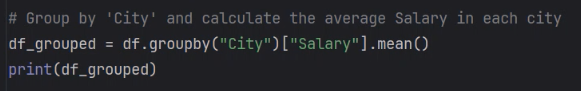 # Group by 'City' and calculate the average Salary in each city
df_grouped = df.groupby("City")["Salary"].mean()
print(df_grouped)